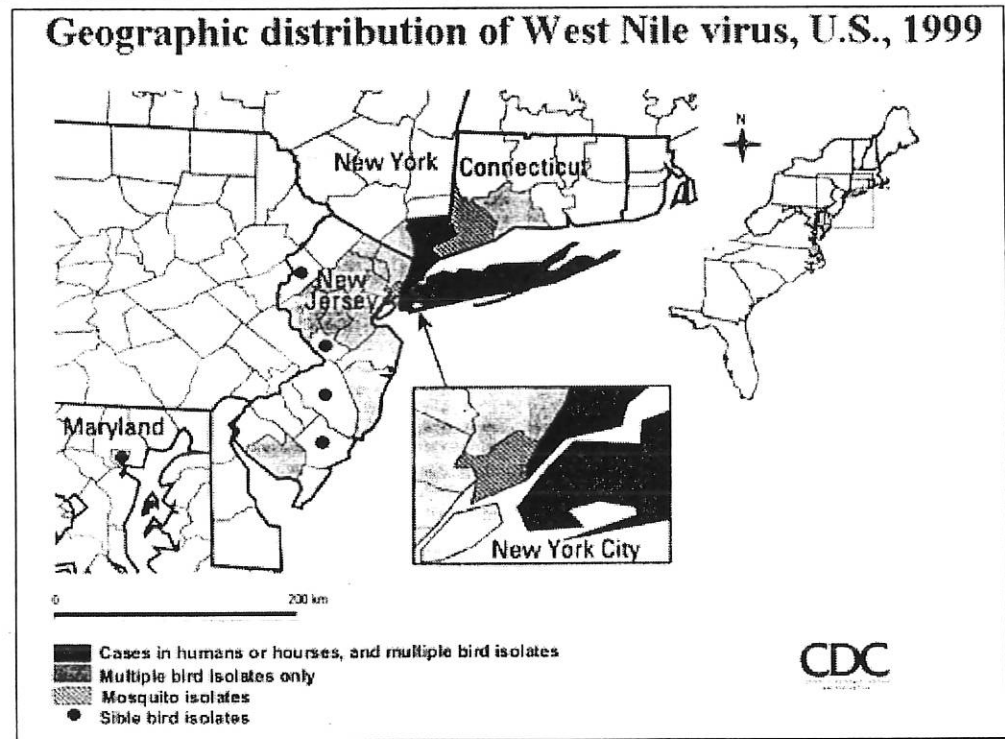 Geographic distribution of West Nile virus, U.S., 1999
N
New York
Connecticut
New
Jersey
Maryland
New York City
0 200 km
Cases in humans or hourses, and multiple bird isolates
Multiple bird isolates only
Mosquito isolates
Sible bird isolates
CDC